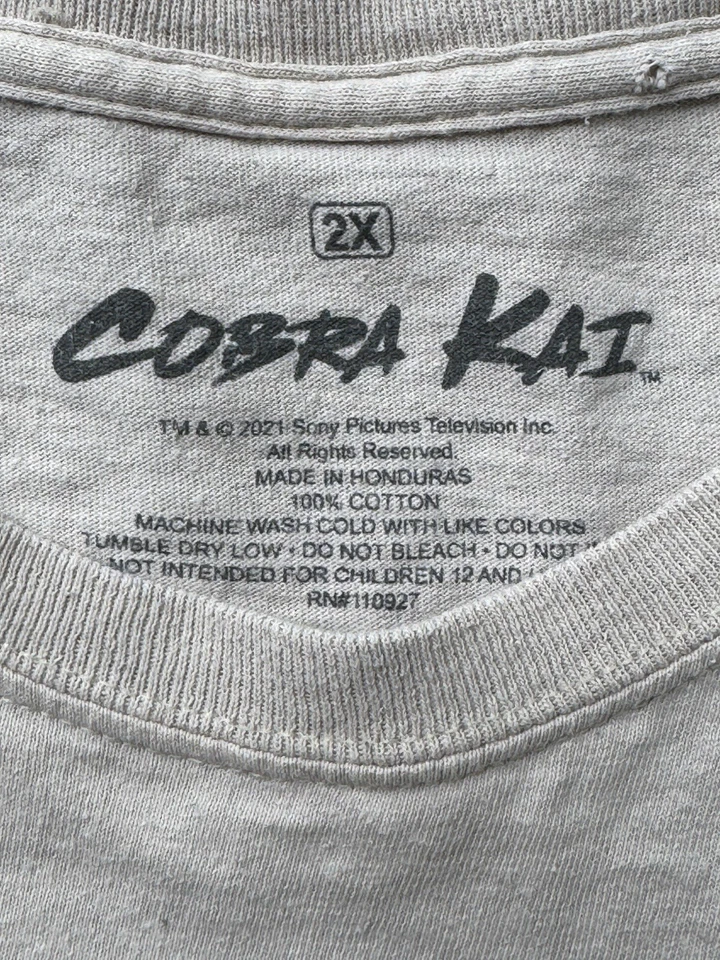 2X
COBRA KAI™
TM & © 2021 Sony Pictures Television Inc.
All Rights Reserved.
MADE IN HONDURAS
100% COTTON
MACHINE WASH COLD WITH LIKE COLORS
TUMBLE DRY LOW • DO NOT BLEACH • DO NOT
NOT INTENDED FOR CHILDREN 12 AND
RN#110927